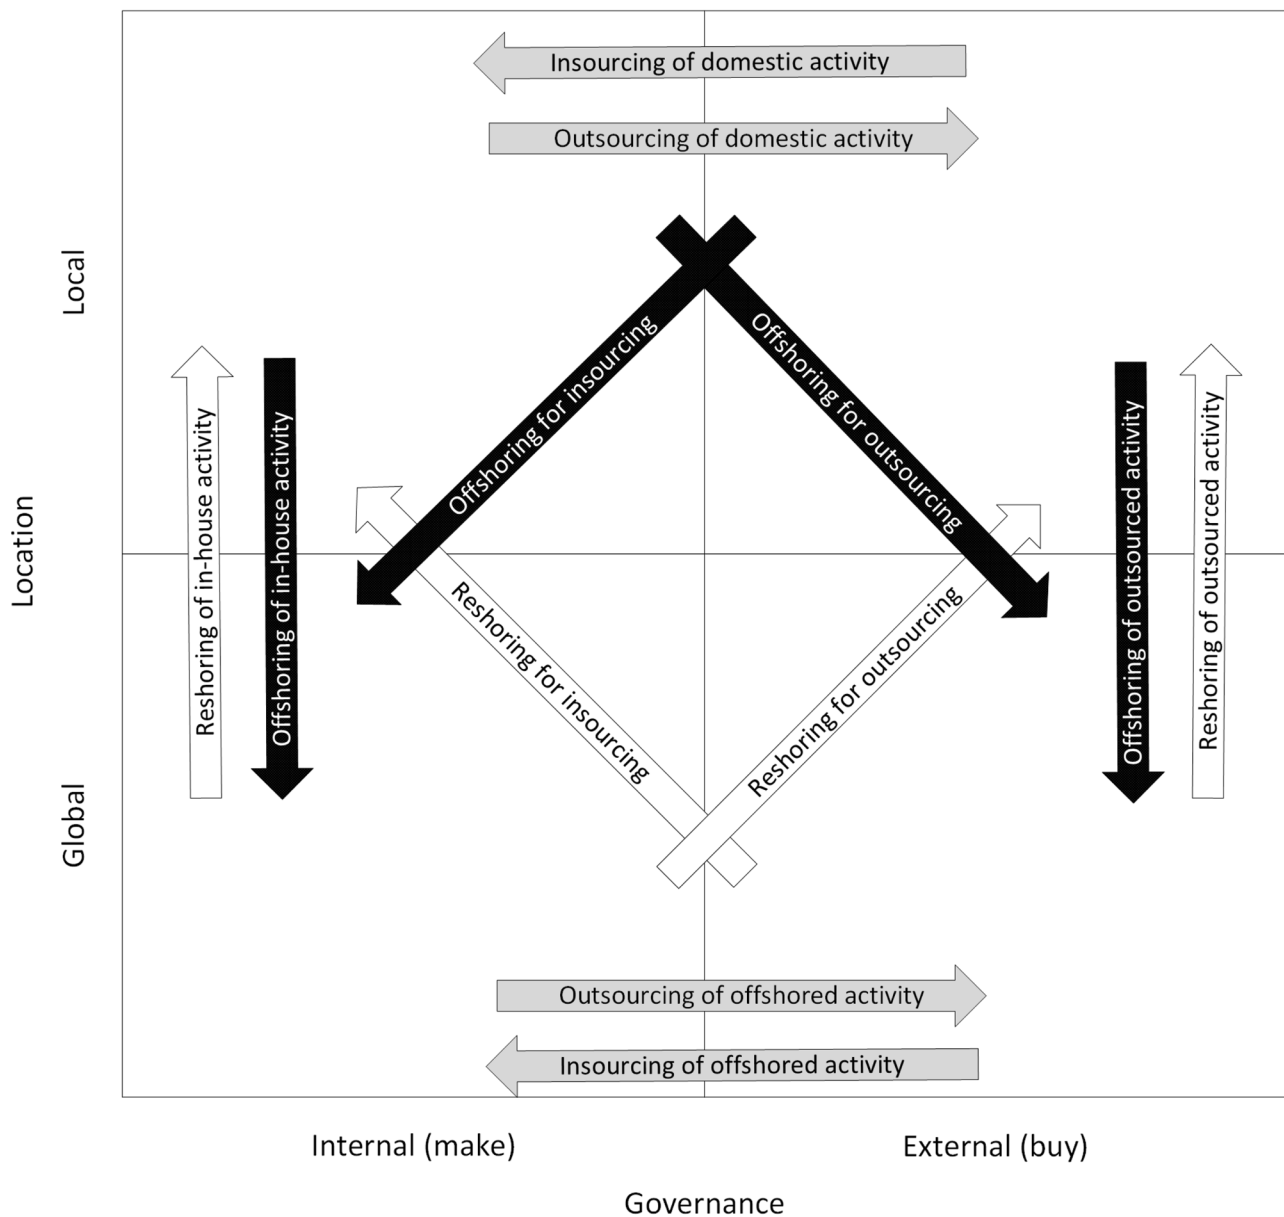 Insourcing of domestic activity
Outsourcing of domestic activity
Local
Offshoring for insourcing
Offshoring for outsourcing
Reshoring of in-house activity
Offshoring of in-house activity
Offshoring of outsourced activity
Reshoring of outsourced activity
Location
Reshoring for insourcing
Reshoring for outsourcing
Global
Outsourcing of offshored activity
Insourcing of offshored activity
Internal (make)
External (buy)
Governance